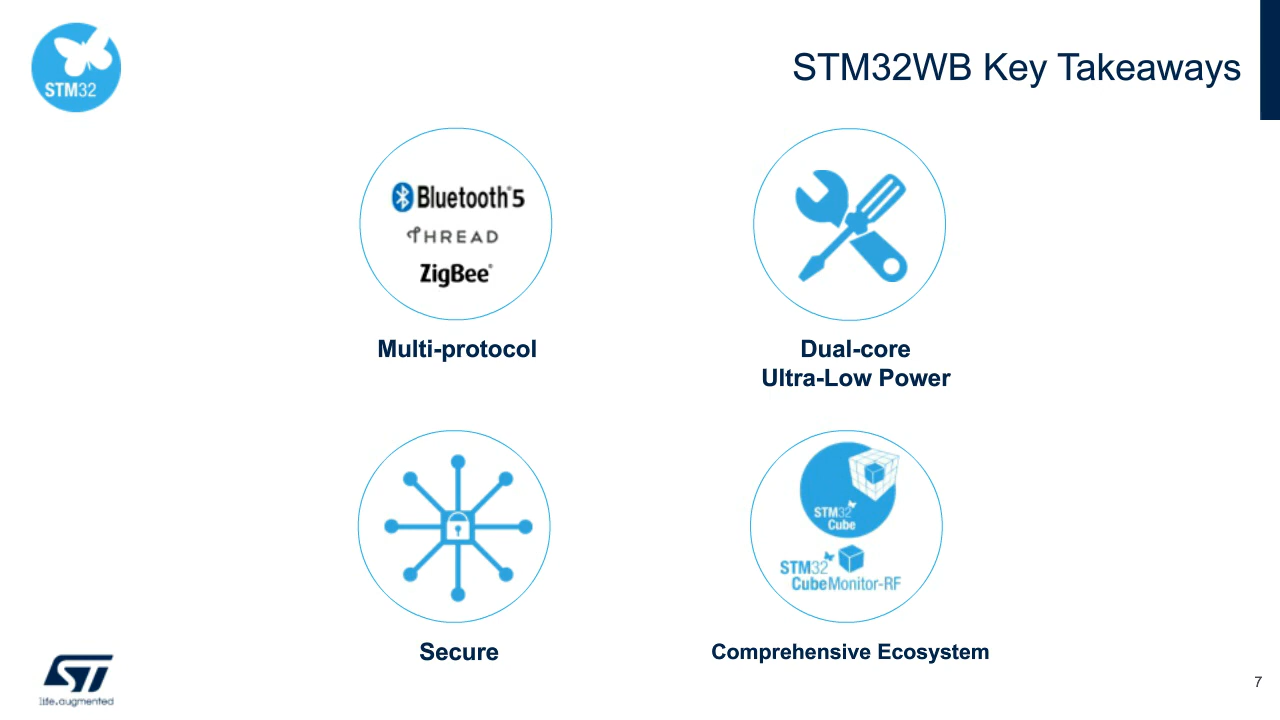 STM32
STM32WB Key Takeaways
Bluetooth® 5
THREAD
ZigBee®
Multi-protocol
Dual-core
Ultra-Low Power
STM32
Cube
STM32
CubeMonitor-RF
Secure
Comprehensive Ecosystem
ST
life.augmented
7